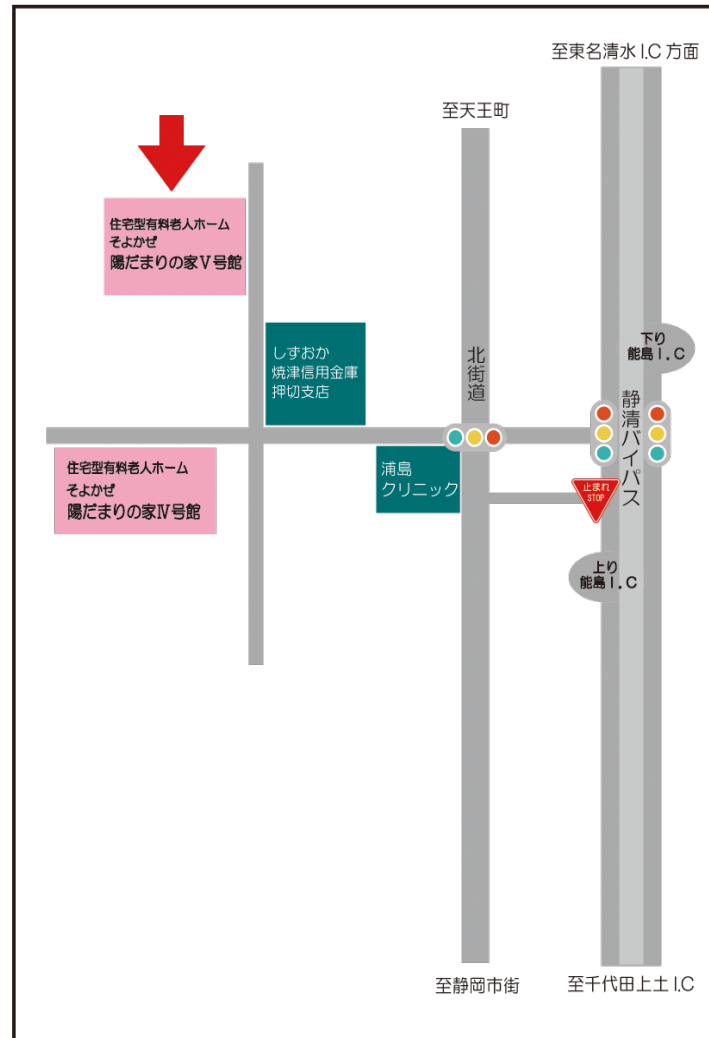 至東名清水I.C方面
至天王町
住宅型有料老人ホーム
そよかぜ
陽だまりの家Ⅴ号館
しずおか
焼津信用金庫
押切支店
北街道
下り
能島I.C
静清バイパス
住宅型有料老人ホーム
そよかぜ
陽だまりの家Ⅳ号館
浦島
クリニック
止まれ
STOP
上り
能島I.C
至静岡市街
至千代田上土I.C